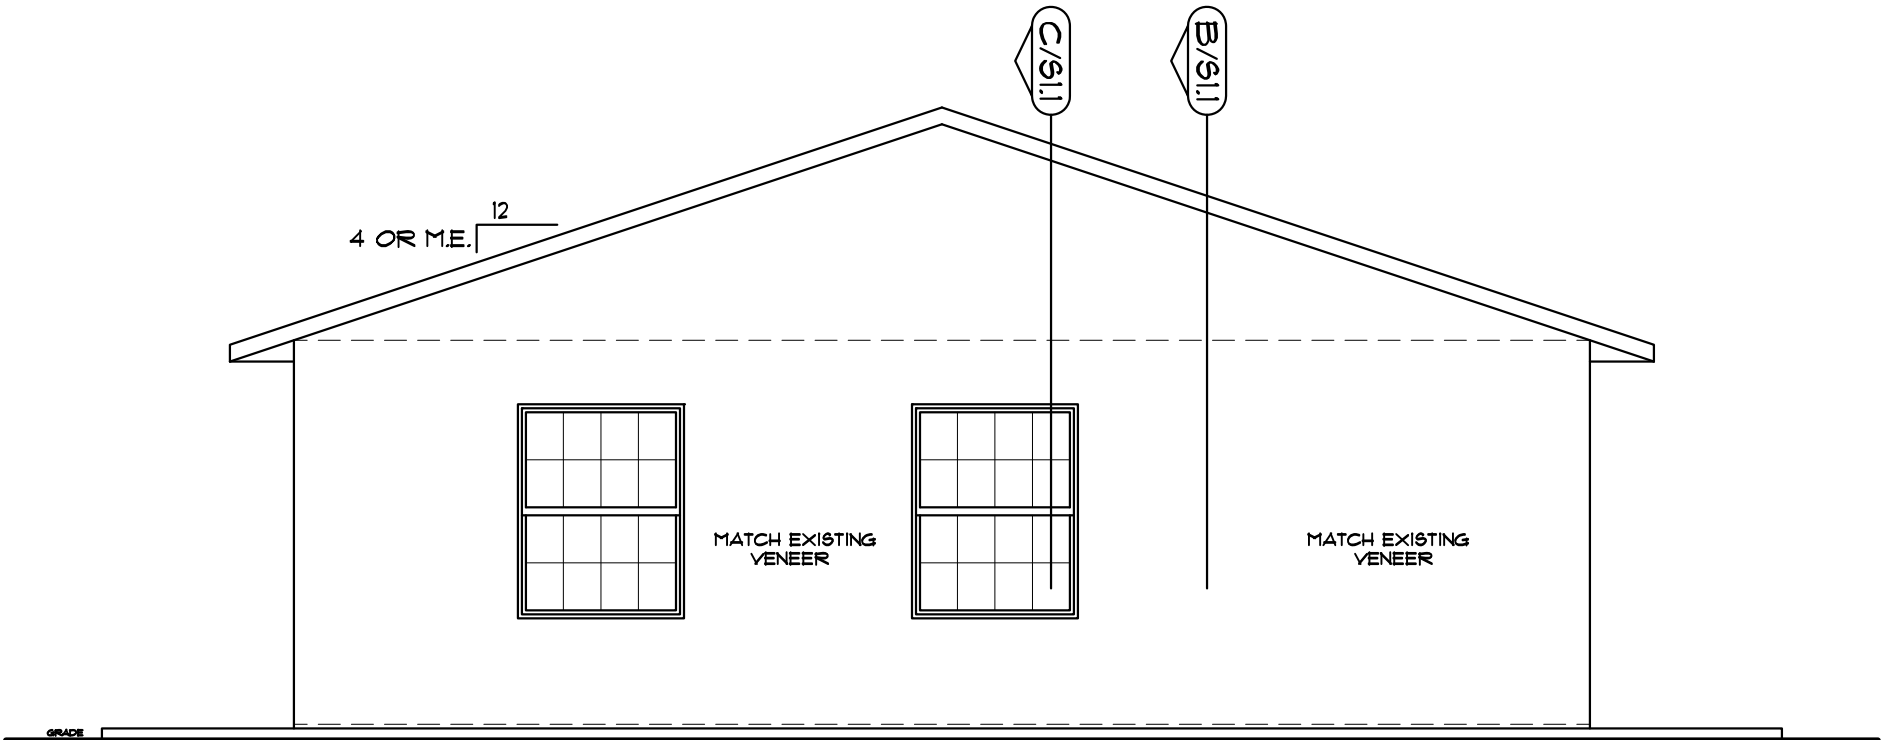 C/S1.1
B/S1.1
12
4 OR M.E.
MATCH EXISTING
VENEER
MATCH EXISTING
VENEER
GRADE